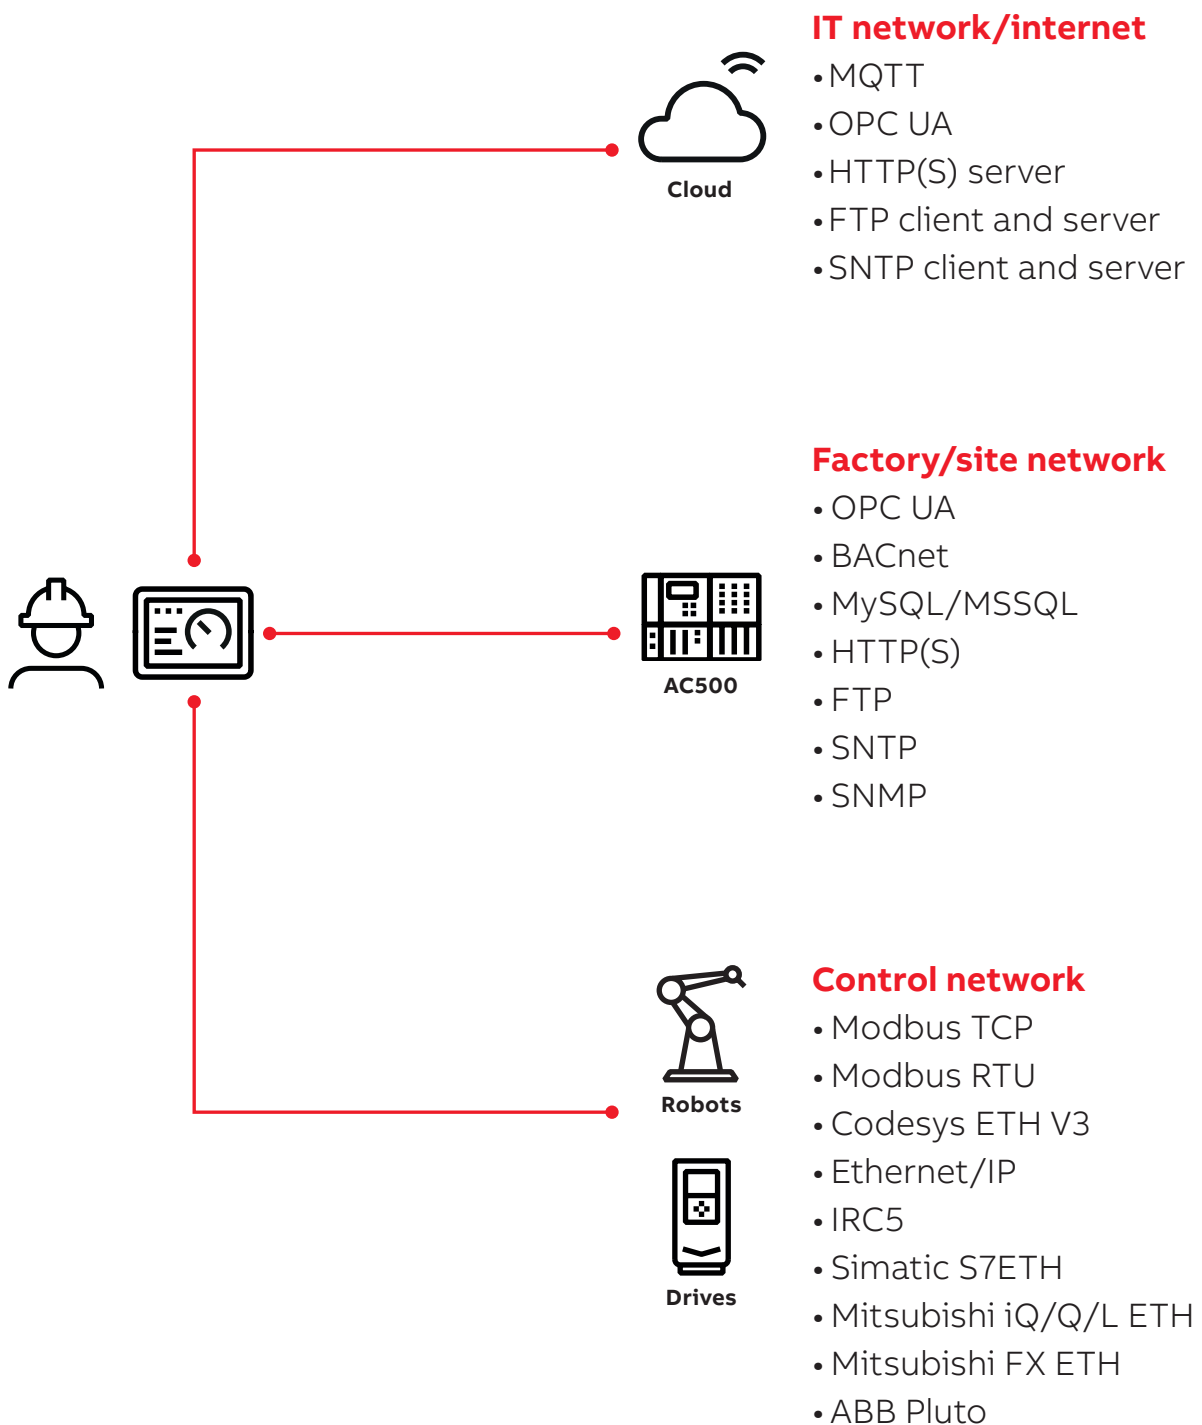 IT network/internet
• MQTT
• OPC UA
• HTTP(S) server
• FTP client and server
• SNTP client and server
Cloud
Factory/site network
• OPC UA
• BACnet
• MySQL/MSSQL
• HTTP(S)
• FTP
• SNTP
• SNMP
AC500
Control network
• Modbus TCP
• Modbus RTU
• Codesys ETH V3
• Ethernet/IP
• IRC5
• Simatic S7ETH
• Mitsubishi iQ/Q/L ETH
• Mitsubishi FX ETH
• ABB Pluto
Robots
Drives